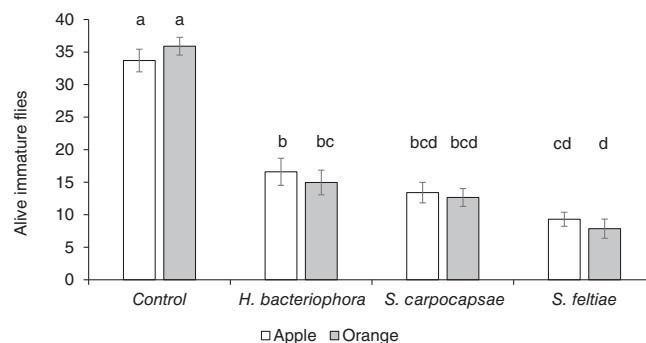 40
35
30
25
20
15
10
5
0
Alive immature flies
a a
b bc
bcd bcd
cd d
Control H. bacteriophora S. carpocapsae S. feltiae
Apple Orange